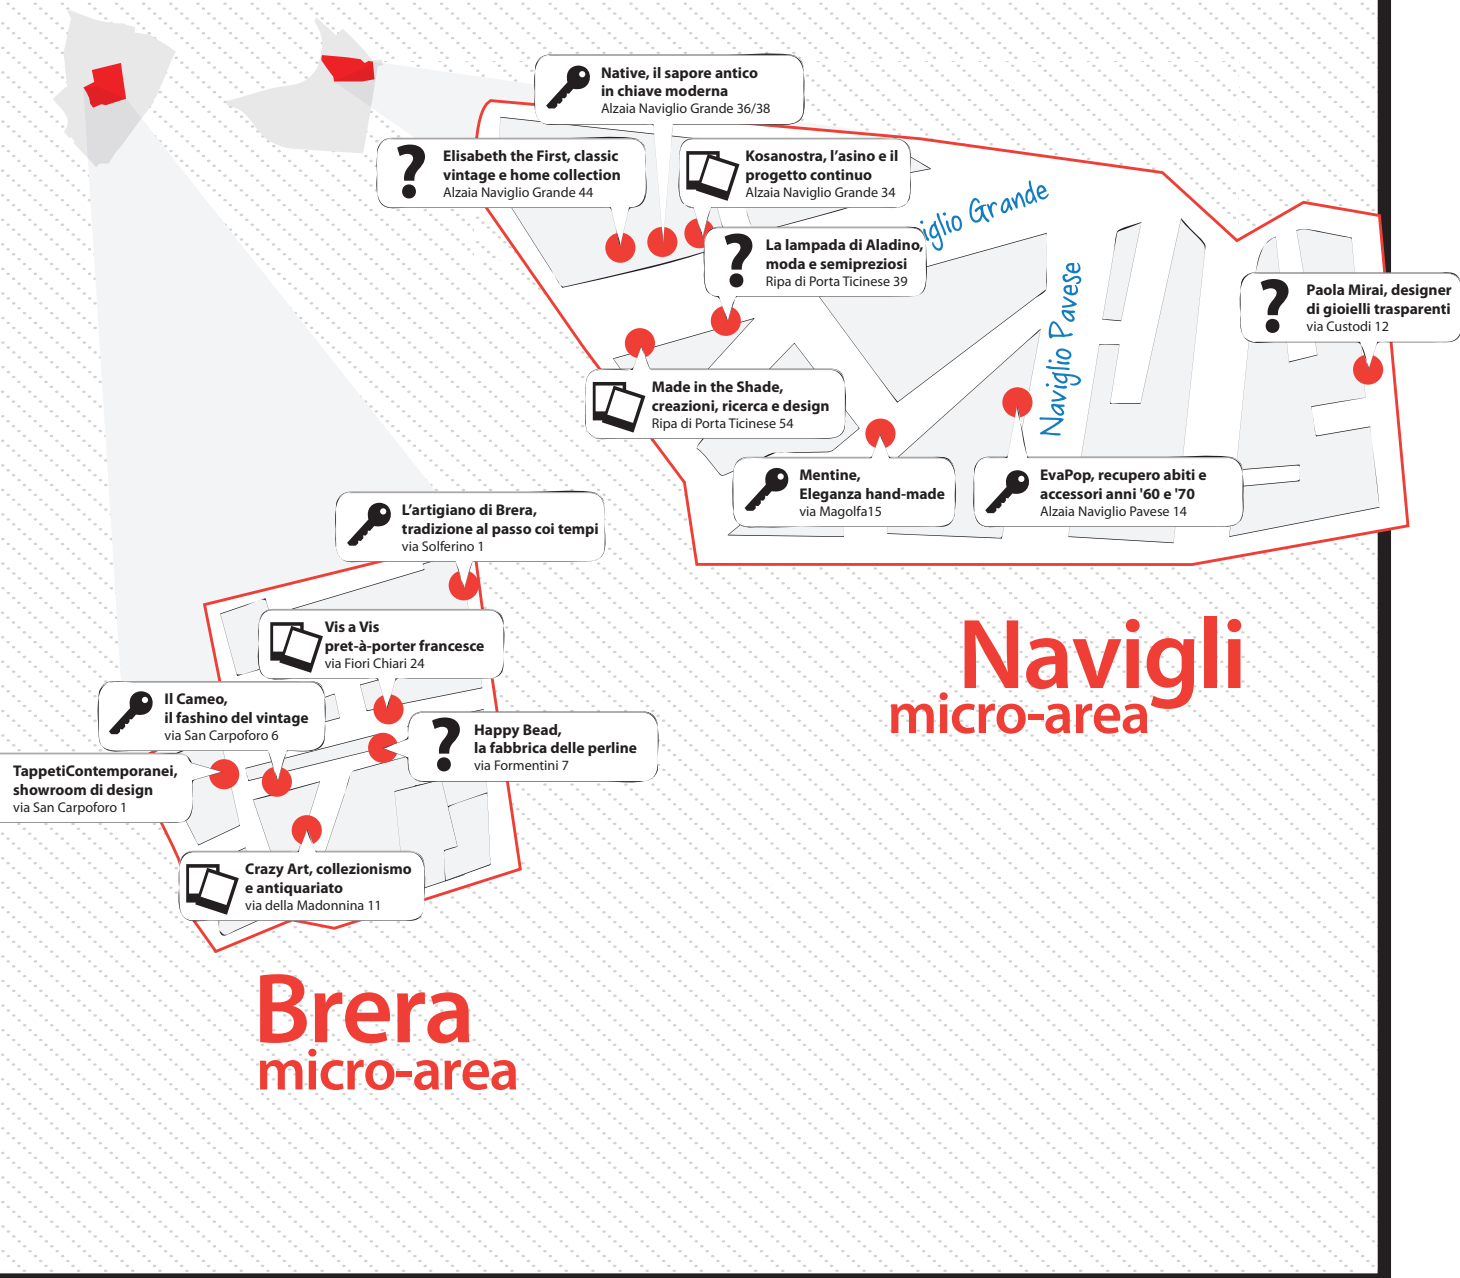 Native, il sapore antico
in chiave moderna
Alzaia Naviglio Grande 36/38
Elisabeth the First, classic
vintage e home collection
Alzaia Naviglio Grande 44
Kosanostra, l'asino e il
progetto continuo
Alzaia Naviglio Grande 34
iglio Grande
La lampada di Aladino,
moda e semipreziosi
Ripa di Porta Ticinese 39
Naviglio Pavese
Paola Mirai, designer
di gioielli trasparenti
via Custodi 12
Made in the Shade,
creazioni, ricerca e design
Ripa di Porta Ticinese 54
Mentine,
Eleganza hand-made
via Magolfa15
EvaPop, recupero abiti e
accessori anni '60 e '70
Alzaia Naviglio Pavese 14
Navigli
micro-area
L'artigiano di Brera,
tradizione al passo coi tempi
via Solferino 1
Vis a Vis
pret-à-porter francesce
via Fiori Chiari 24
Il Cameo,
il fashino del vintage
via San Carpoforo 6
Happy Bead,
la fabbrica delle perline
via Formentini 7
TappetiContemporanei,
showroom di design
via San Carpoforo 1
Crazy Art, collezionismo
e antiquariato
via della Madonnina 11
Brera
micro-area